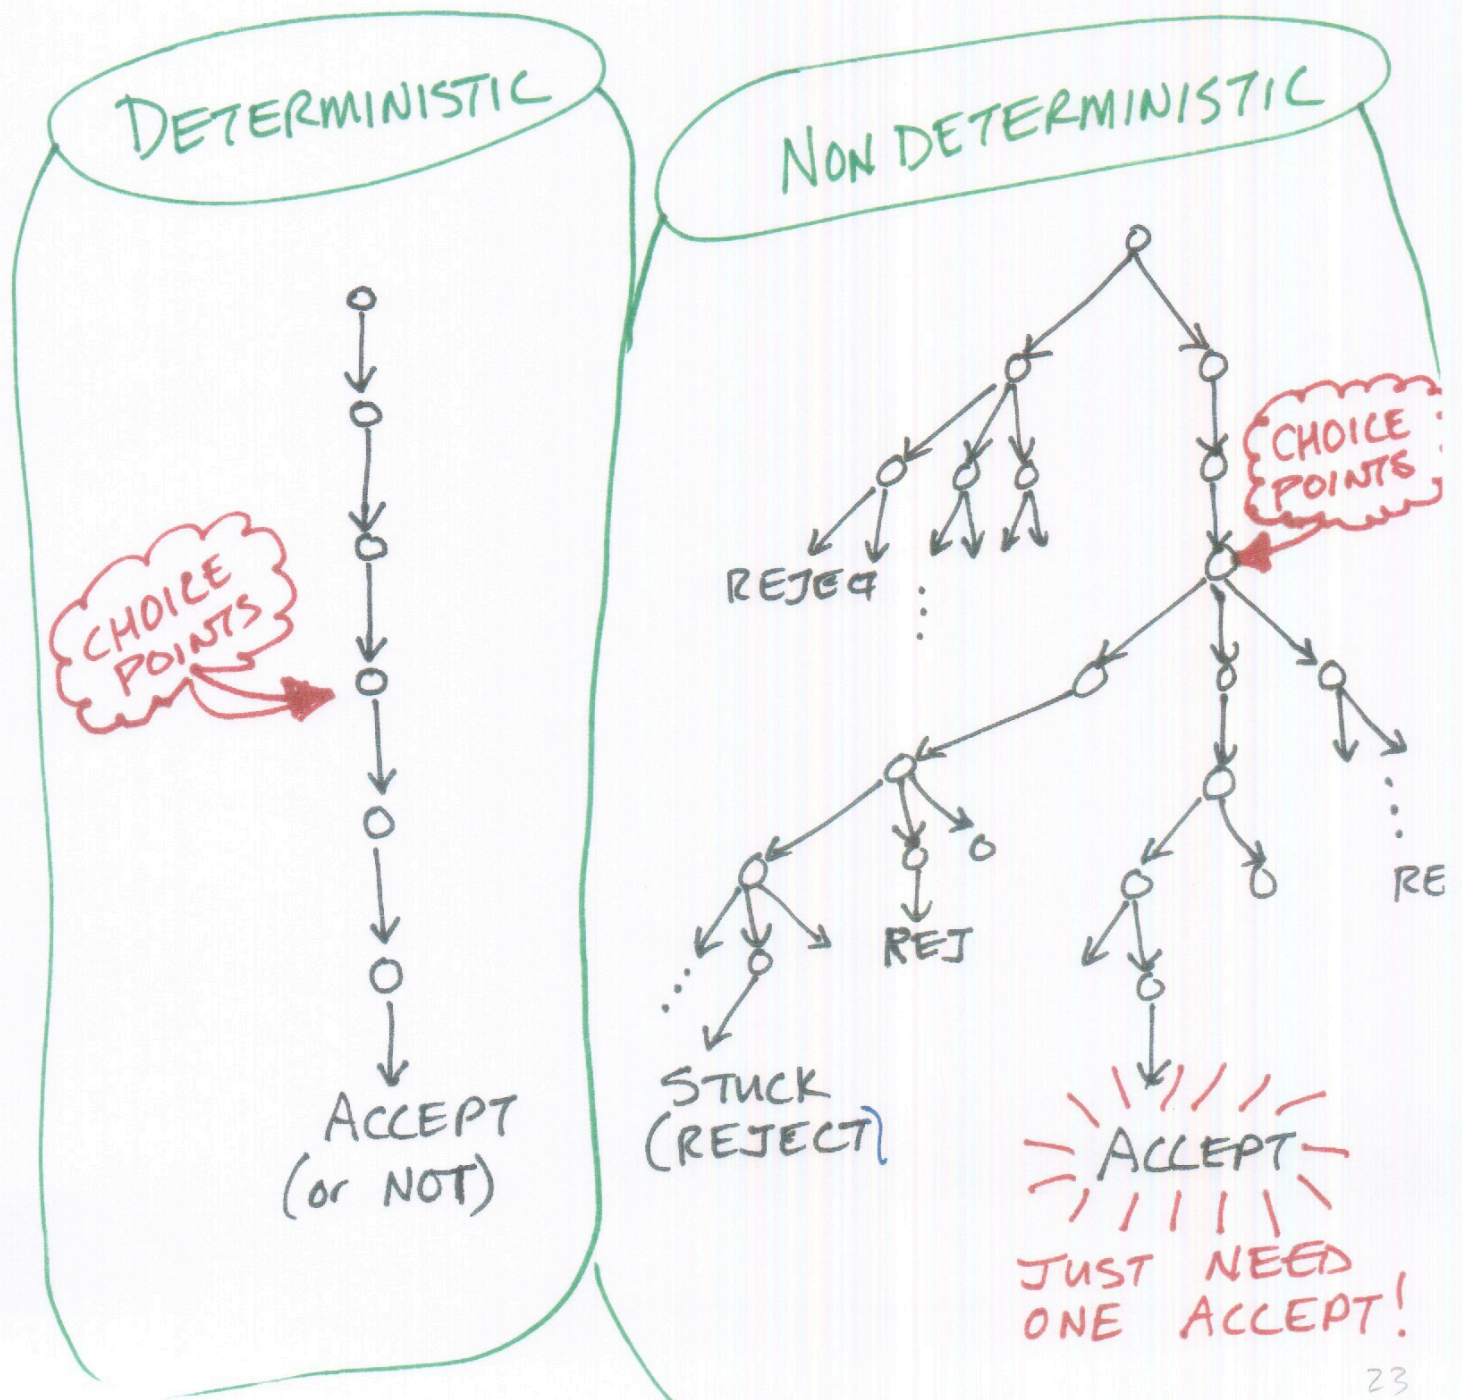 DETERMINISTIC
CHOICE
POINTS
ACCEPT
(or NOT)
NON DETERMINISTIC
CHOICE
POINTS
REJECT
REJ
RE
STUCK
(REJECT)
ACCEPT
JUST NEED
ONE ACCEPT!
23